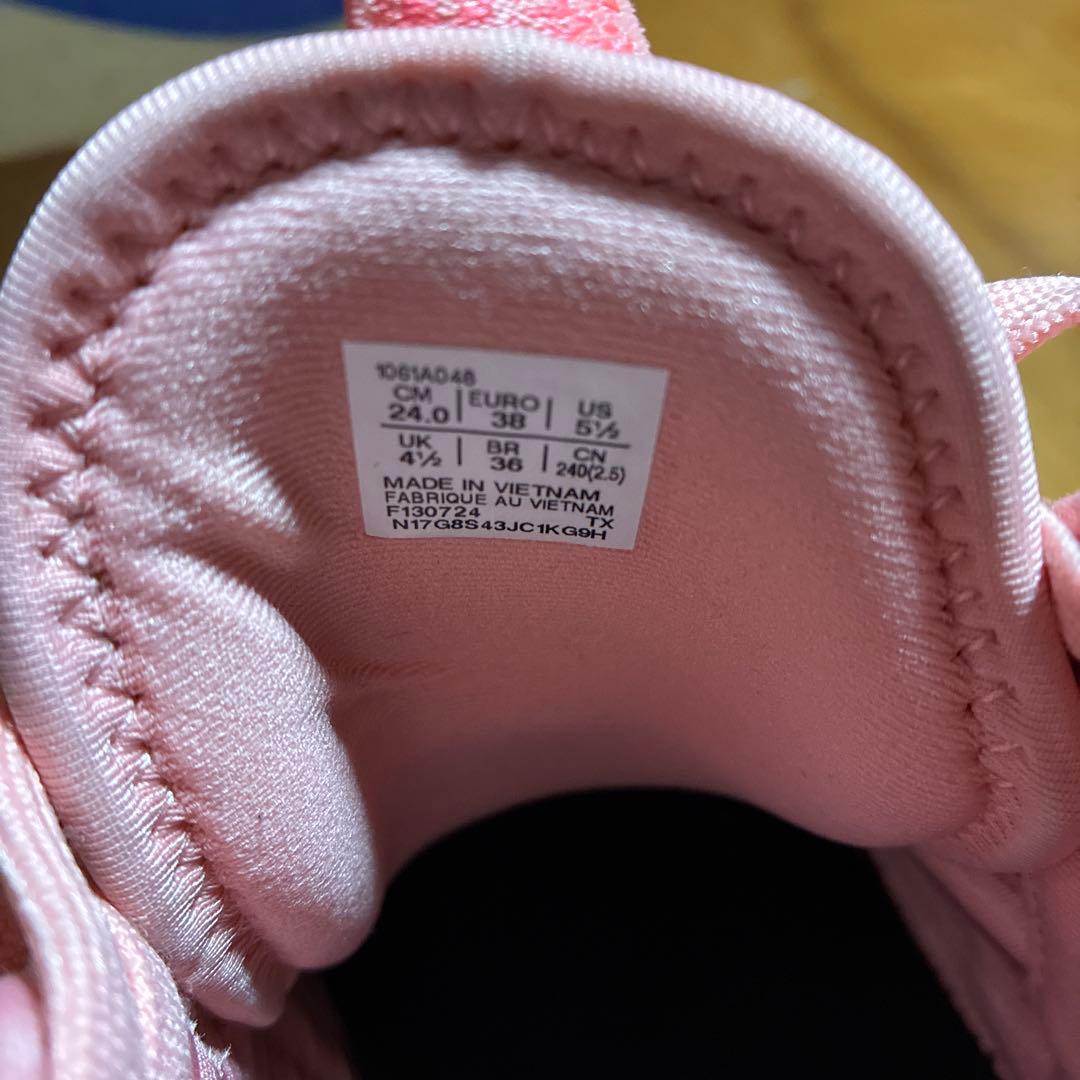 1061A048
CM 24.0 | EURO 38 | US 5½
UK 4½ | BR 36 | CN 240(2.5)
MADE IN VIETNAM
FABRIQUE AU VIETNAM
F130724 TX
N17G8S43JC1KG9H